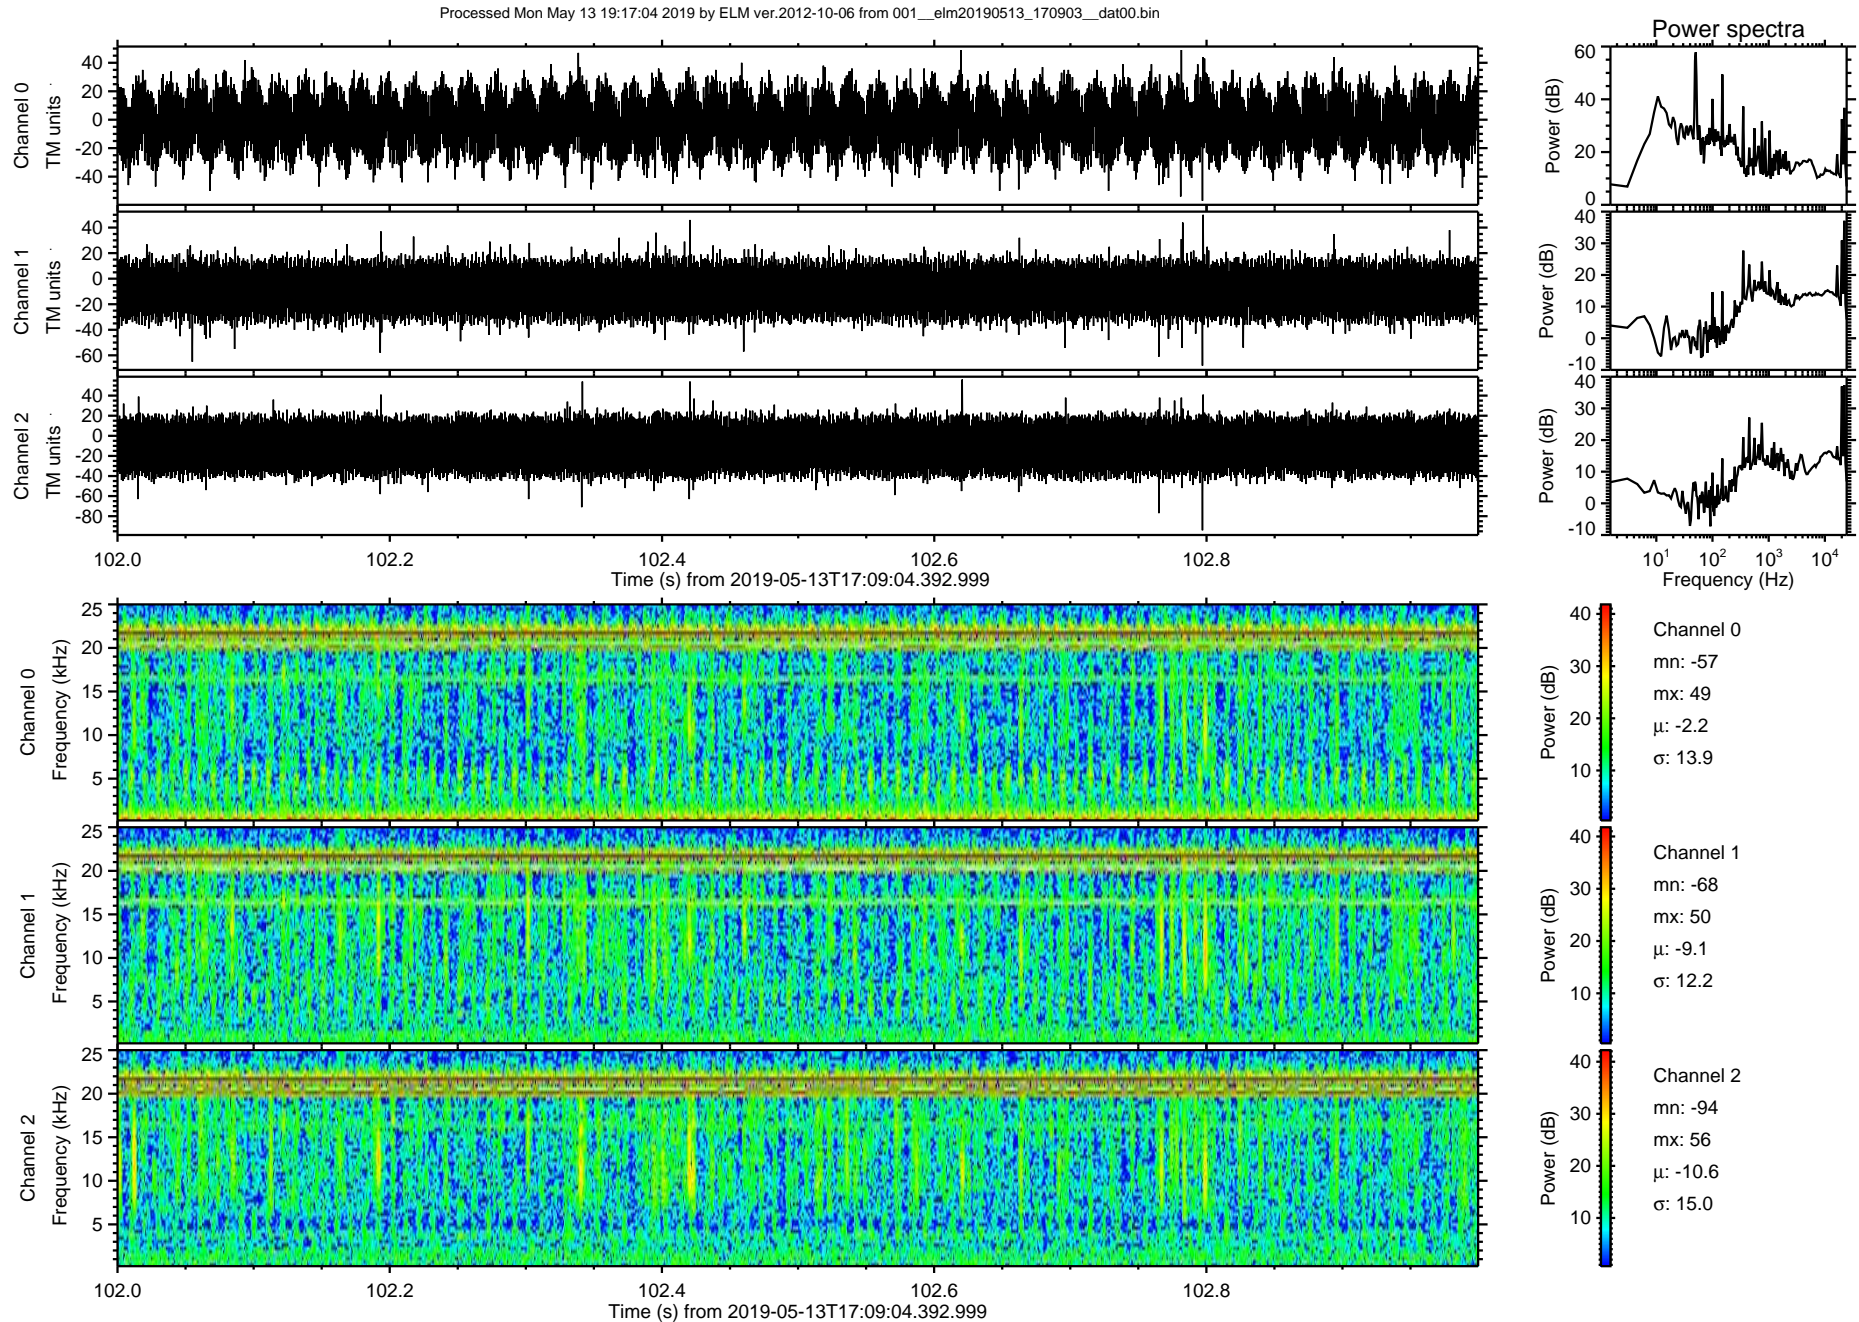 Processed Mon May 13 19:17:04 2019 by ELM ver.2012-10-06 from 001__elm20190513_170903__dat00.bin
Power spectra
Channel 0
TM units
40
20
0
-20
-40
Power (dB)
60
40
20
0
Channel 1
TM units
40
20
0
-20
-40
-60
Power (dB)
40
30
20
10
0
-10
Channel 2
TM units
40
20
0
-20
-40
-60
-80
Power (dB)
40
30
20
10
0
-10
102.0 102.2 102.4 102.6 102.8
Time (s) from 2019-05-13T17:09:04.392.999
10¹ 10² 10³ 10⁴
Frequency (Hz)
Channel 0
Frequency (kHz)
25
20
15
10
5
Power (dB)
40
30
20
10
Channel 0
mn: -57
mx: 49
μ: -2.2
σ: 13.9
Channel 1
Frequency (kHz)
25
20
15
10
5
Power (dB)
40
30
20
10
Channel 1
mn: -68
mx: 50
μ: -9.1
σ: 12.2
Channel 2
Frequency (kHz)
25
20
15
10
5
Power (dB)
40
30
20
10
Channel 2
mn: -94
mx: 56
μ: -10.6
σ: 15.0
102.0 102.2 102.4 102.6 102.8
Time (s) from 2019-05-13T17:09:04.392.999